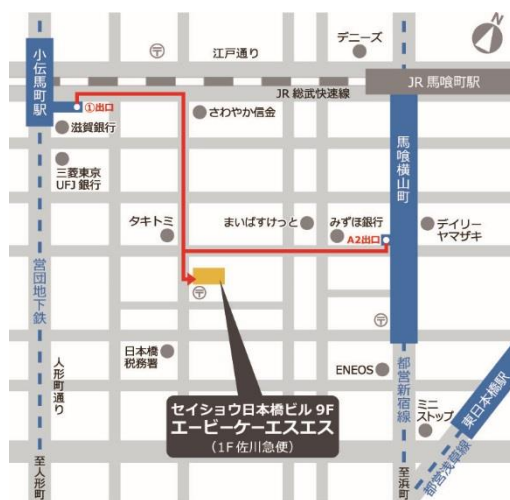 N
デニーズ
〒
江戸通り
小伝馬町駅
JR 馬喰町駅
JR 総武快速線
①出口
さわやか信金
滋賀銀行
馬喰横山町
三菱東京
UFJ 銀行
タキトミ
まいばすけっと
みずほ銀行
A2出口
デイリー
ヤマザキ
営団地下鉄
〒
〒
人形町通り
日本橋
税務署
ENEOS
都営新宿線
東日本橋駅
セイショウ日本橋ビル 9F
エービーケーエスエス
(1F 佐川急便)
ミニ
ストップ
都営浅草線
至人形町
至浜町